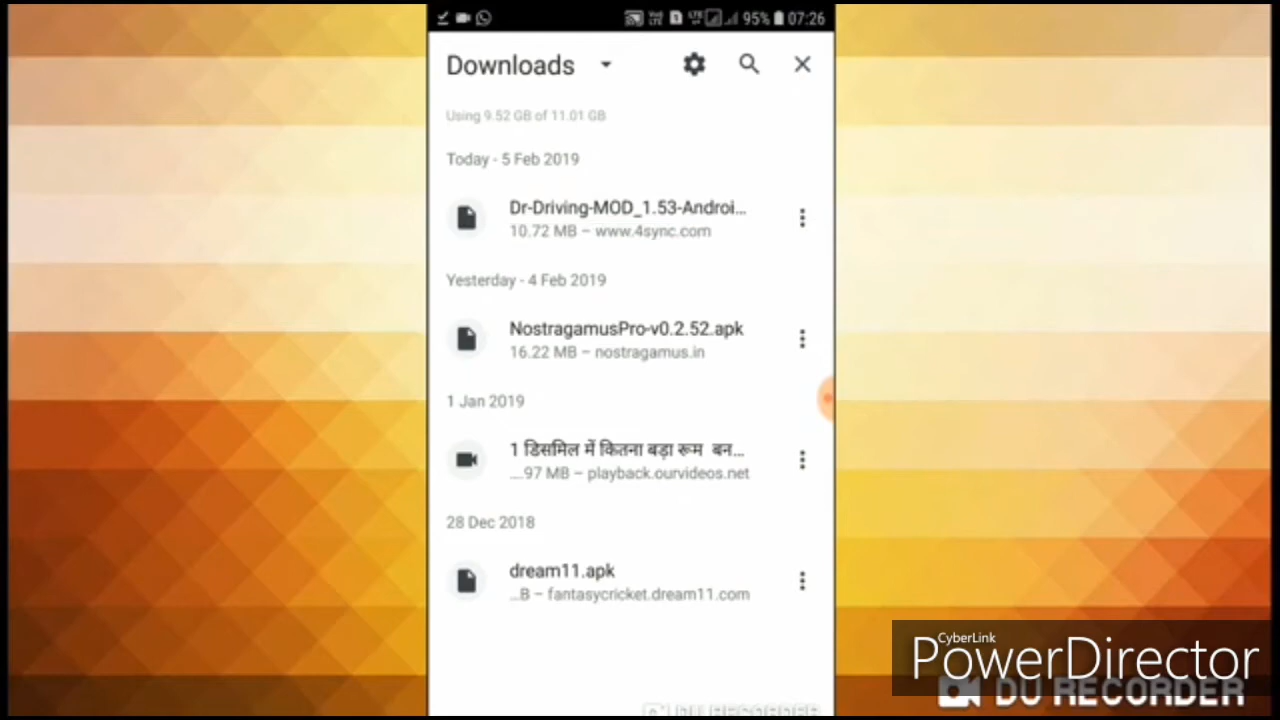 95% 07:26
Downloads
Using 9.52 GB of 11.01 GB
Today - 5 Feb 2019
Dr-Driving-MOD_1.53-Androi...
10.72 MB – www.4sync.com
Yesterday - 4 Feb 2019
NostragamusPro-v0.2.52.apk
16.22 MB – nostragamus.in
1 Jan 2019
1 डिसमिल में कितना बड़ा रूम बन...
....97 MB – playback.ourvideos.net
28 Dec 2018
dream11.apk
...B – fantasycricket.dream11.com
CyberLink
PowerDirector
DU RECORDER
DU RECORDER